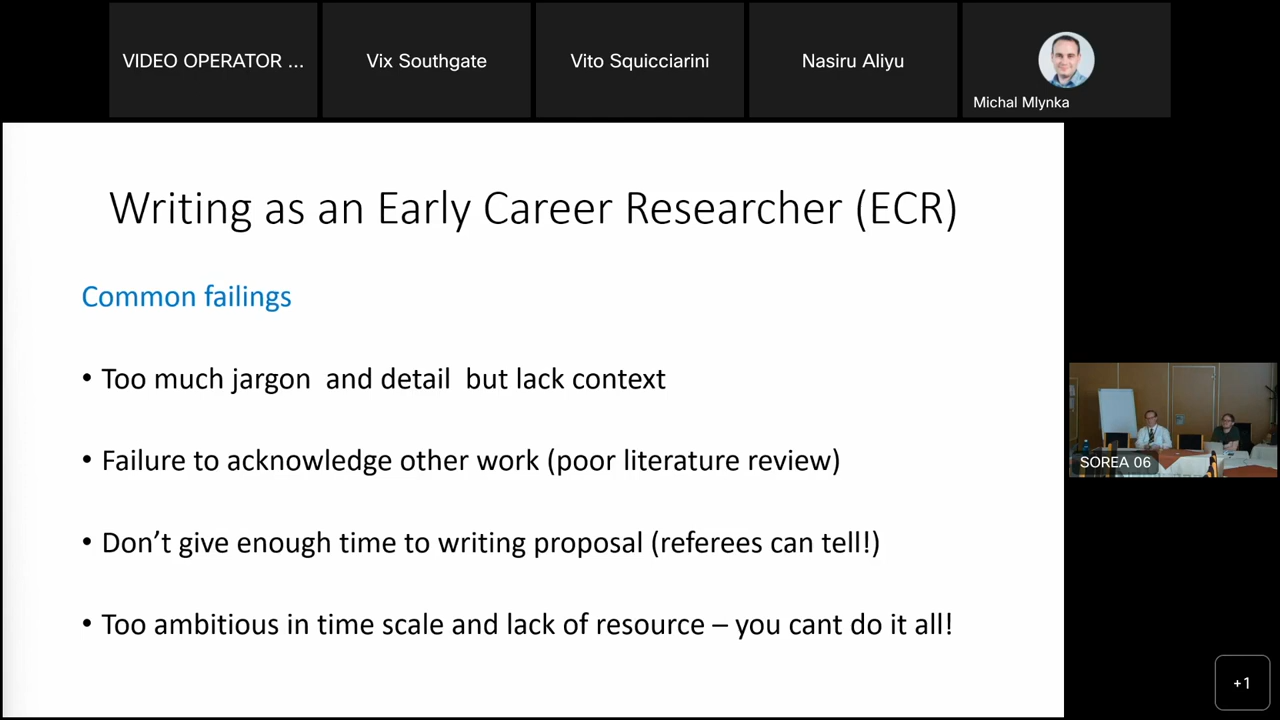 VIDEO OPERATOR ...
Vix Southgate
Vito Squicciarini
Nasiru Aliyu
Michal Mlynka
Writing as an Early Career Researcher (ECR)
Common failings
• Too much jargon  and detail  but lack context
• Failure to acknowledge other work (poor literature review)
• Don’t give enough time to writing proposal (referees can tell!)
• Too ambitious in time scale and lack of resource – you cant do it all!
SOREA 06
+1